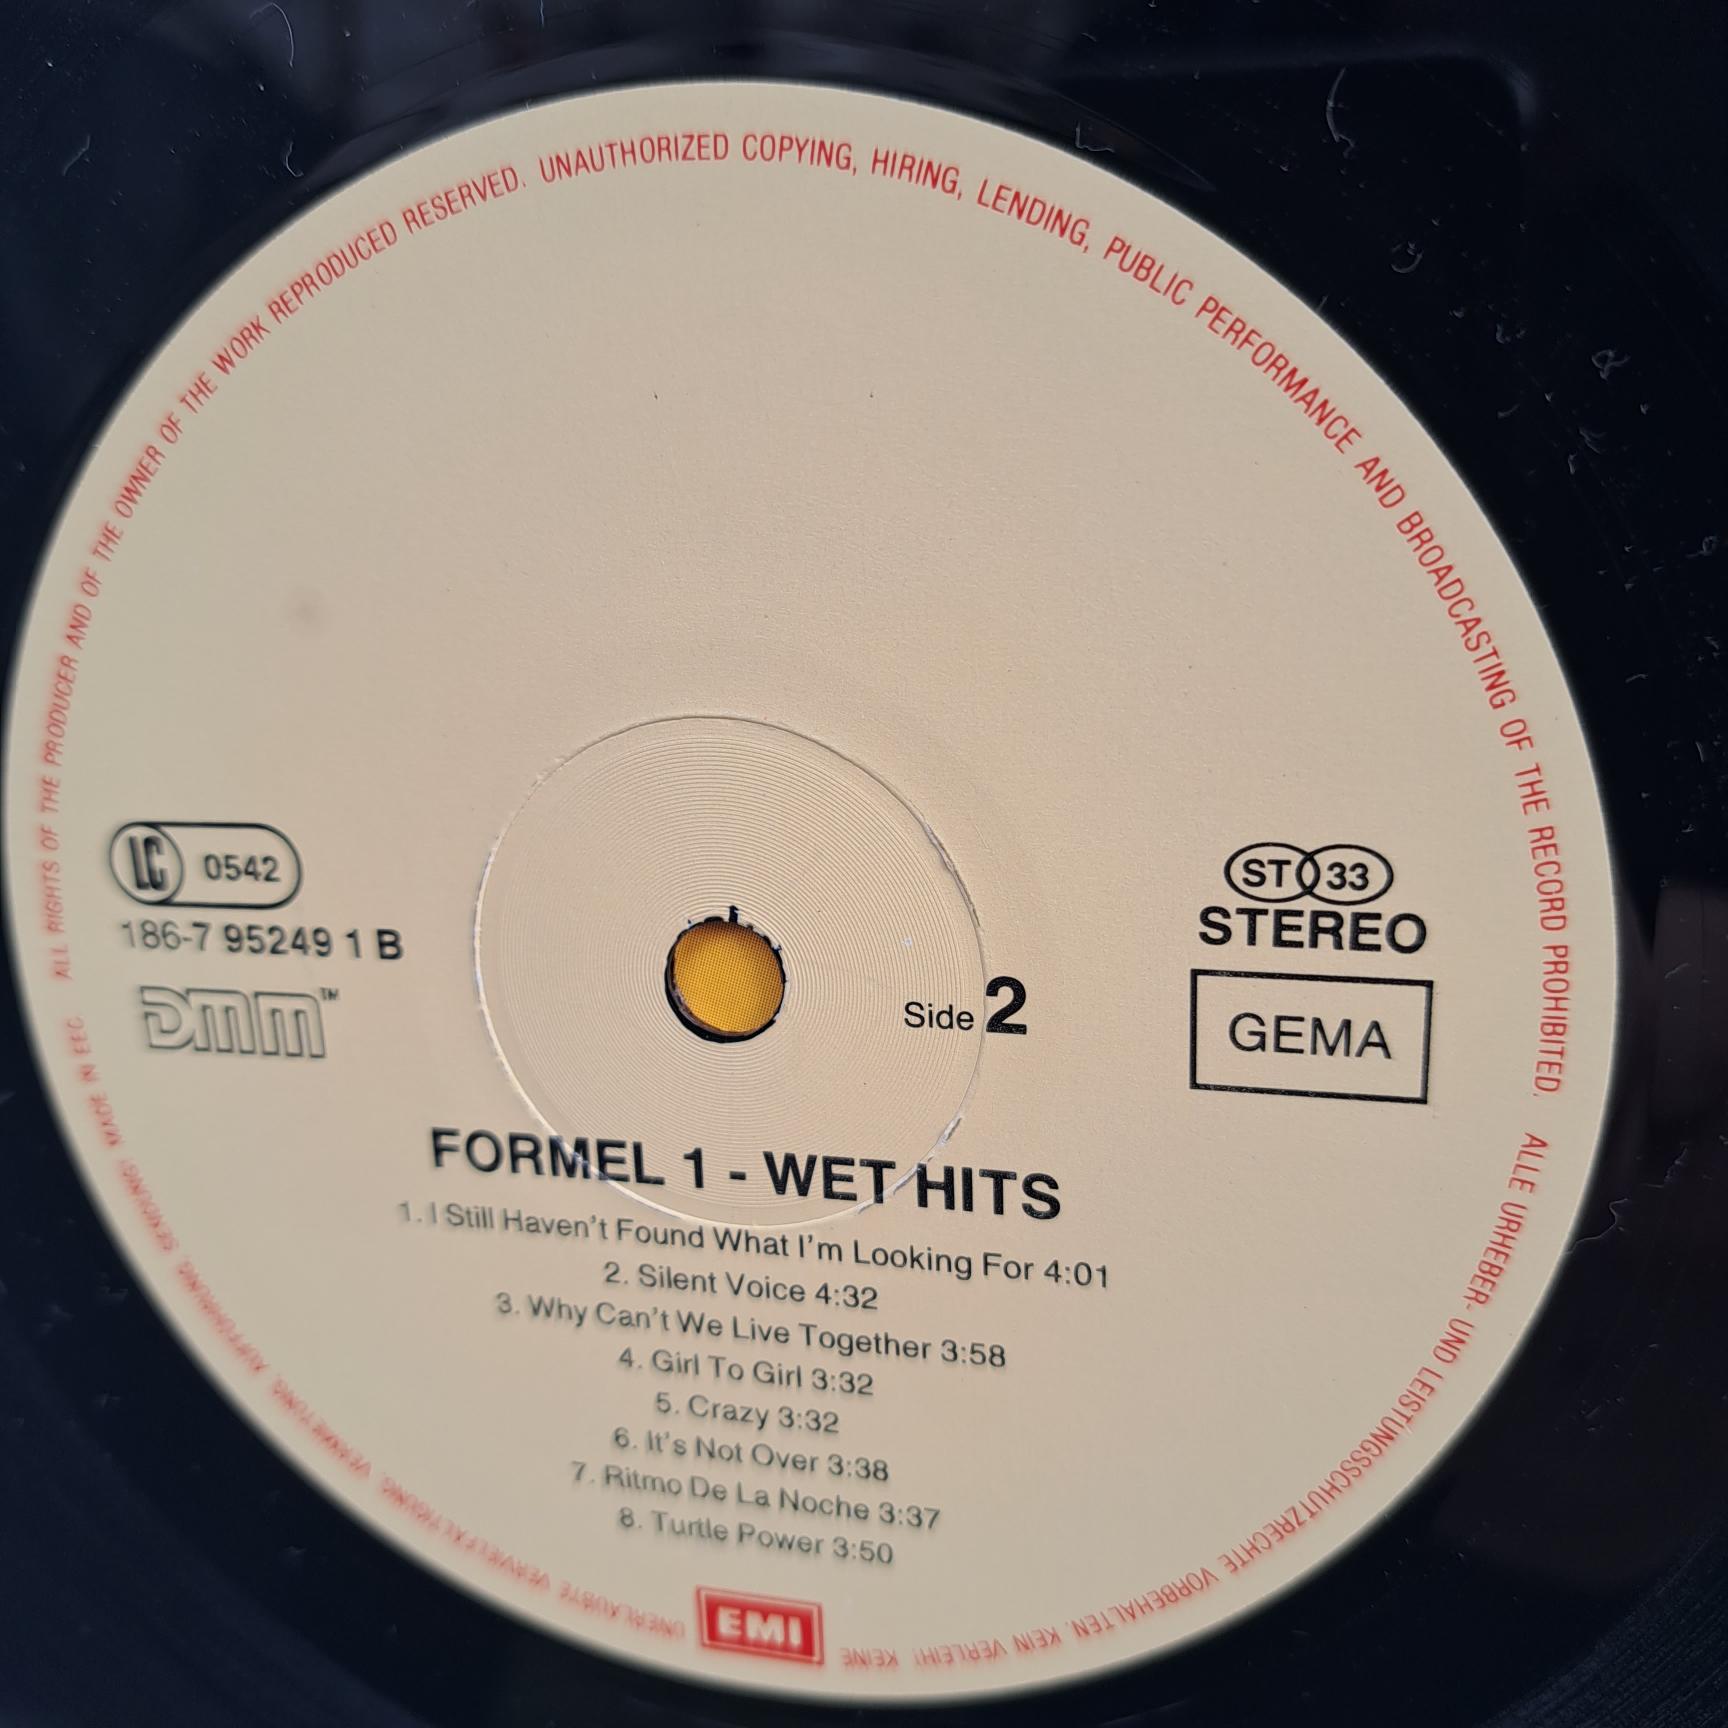 ALL RIGHTS OF THE PRODUCER AND OF THE OWNER OF THE WORK REPRODUCED RESERVED. UNAUTHORIZED COPYING, HIRING, LENDING, PUBLIC PERFORMANCE AND BROADCASTING OF THE RECORD PROHIBITED.
ALLE URHEBER- UND LEISTUNGSSCHUTZRECHTE VORBEHALTEN. KEIN VERLEIH! KEINE UNERLAUBTE VERVIELFÄLTIGUNG, VERMIETUNG, AUFFÜHRUNG, SENDUNG! MADE IN EEC
LC 0542
186-7 95249 1 B
DMM™
Side 2
ST 33
STEREO
GEMA
FORMEL 1 - WET HITS
1. I Still Haven't Found What I'm Looking For 4:01
2. Silent Voice 4:32
3. Why Can't We Live Together 3:58
4. Girl To Girl 3:32
5. Crazy 3:32
6. It's Not Over 3:38
7. Ritmo De La Noche 3:37
8. Turtle Power 3:50
EMI